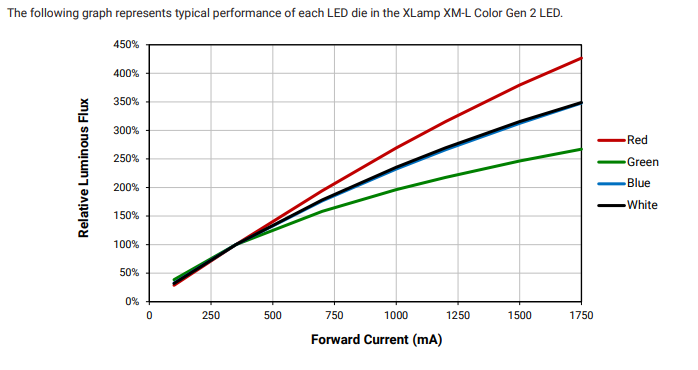 The following graph represents typical performance of each LED die in the XLamp XM-L Color Gen 2 LED.
450%
400%
350%
300%
250%
200%
150%
100%
50%
0%
Relative Luminous Flux
0 250 500 750 1000 1250 1500 1750
Forward Current (mA)
Red
Green
Blue
White